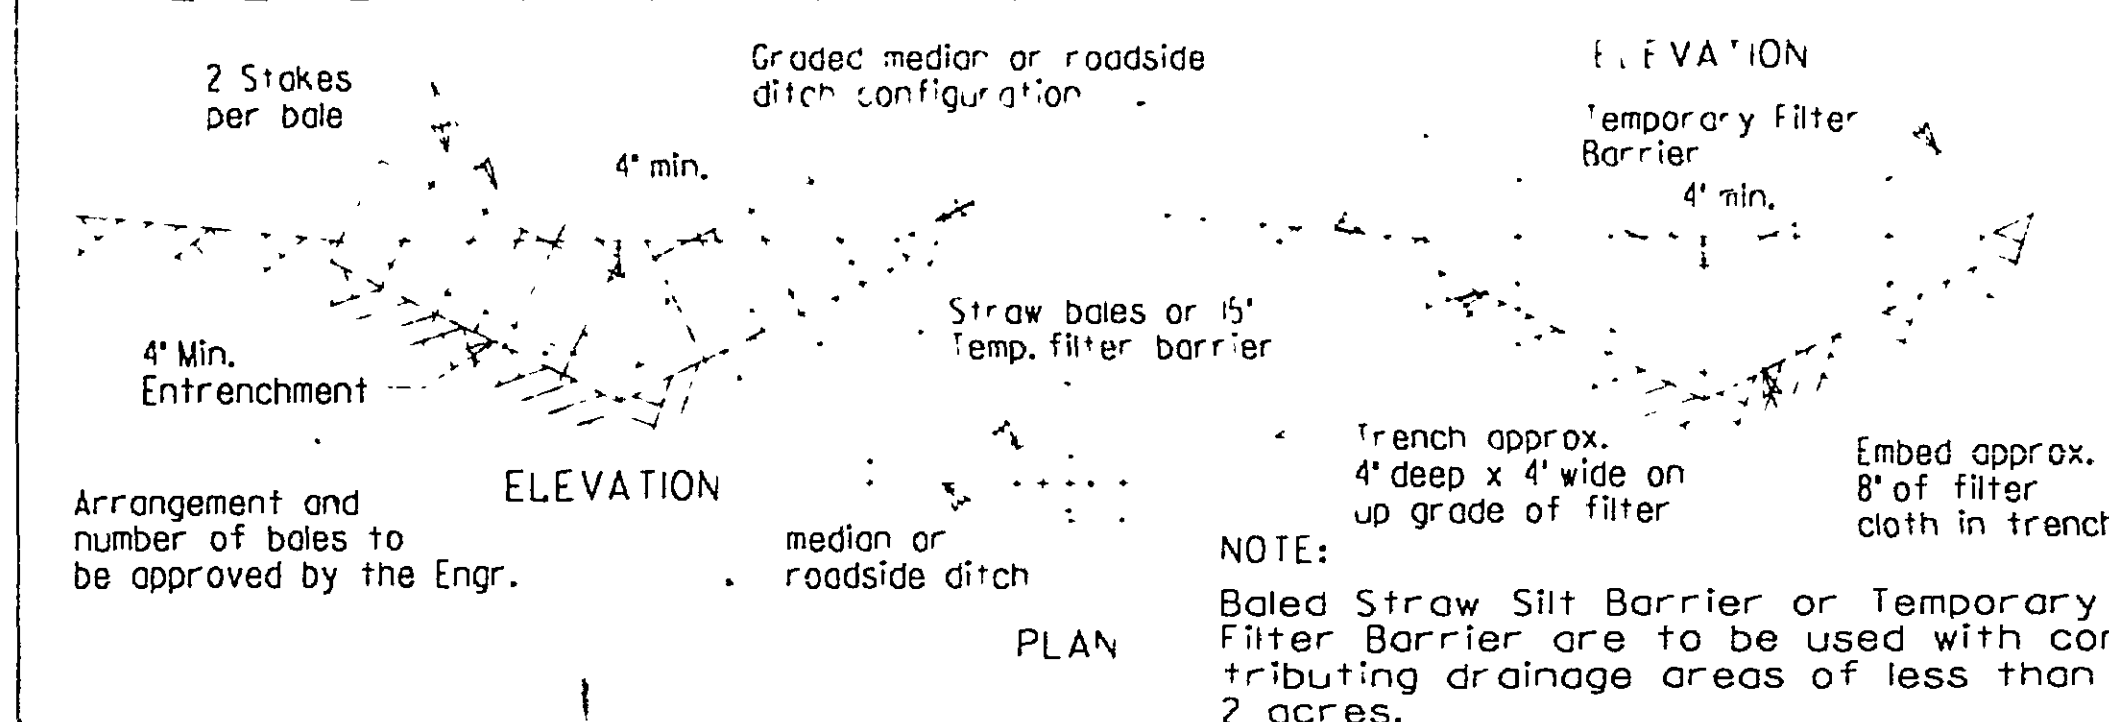 2 Stakes
per bale
Graded median or roadside
ditch configuration
4" min.
4" Min.
Entrenchment
Straw bales or 15"
Temp. filter barrier
Arrangement and
number of bales to
be approved by the Engr.
ELEVATION
median or
roadside ditch
PLAN
ELEVATION
Temporary Filter
Barrier
4" min.
Trench approx.
4" deep x 4" wide on
up grade of filter
Embed approx.
8" of filter
cloth in trench
NOTE:
Baled Straw Silt Barrier or Temporary
Filter Barrier are to be used with con
tributing drainage areas of less than
2 acres.